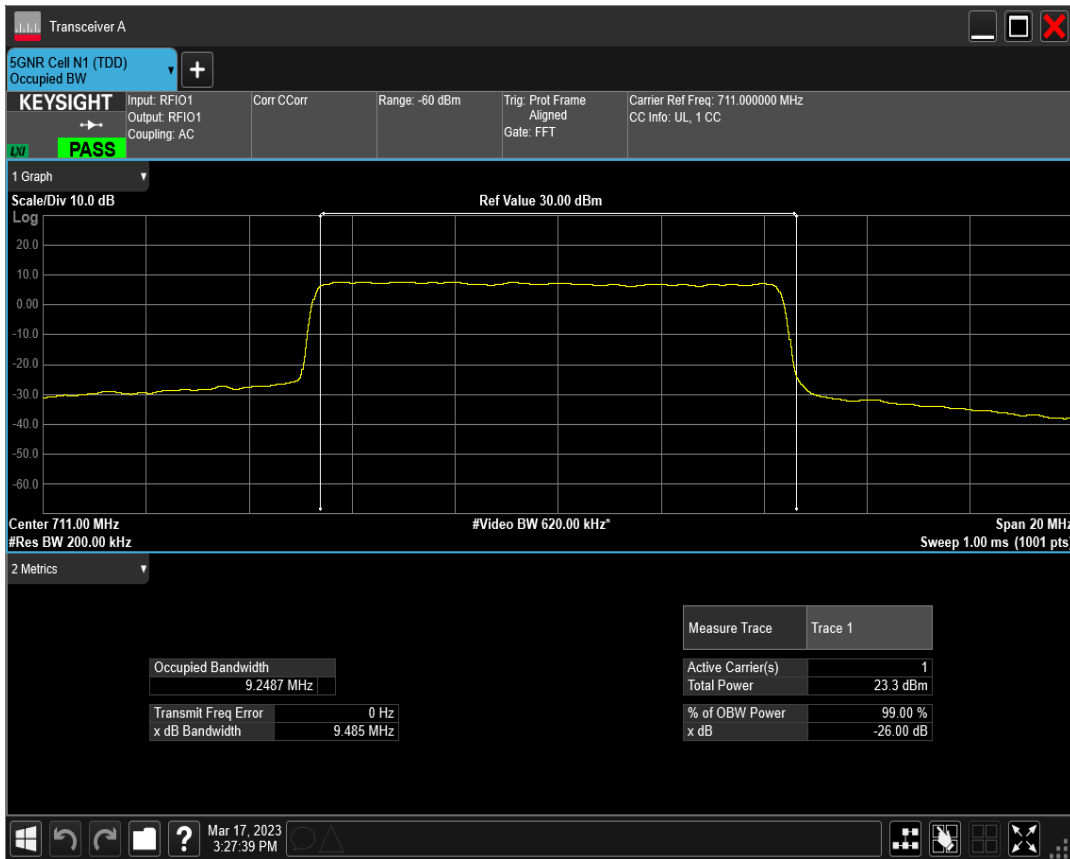 Transceiver A
5GNR Cell N1 (TDD)
Occupied BW
+
KEYSIGHT
LXI PASS
Input: RFIO1
Output: RFIO1
Coupling: AC
Corr CCorr
Range: -60 dBm
Trig: Prot Frame
Aligned
Gate: FFT
Carrier Ref Freq: 711.000000 MHz
CC Info: UL, 1 CC
1 Graph
Scale/Div 10.0 dB Ref Value 30.00 dBm
Log
20.0
10.0
0.00
-10.0
-20.0
-30.0
-40.0
-50.0
-60.0
Center 711.00 MHz #Video BW 620.00 kHz* Span 20 MHz
#Res BW 200.00 kHz Sweep 1.00 ms (1001 pts)
2 Metrics
Measure Trace Trace 1
Occupied Bandwidth
9.2487 MHz
Active Carrier(s) 1
Total Power 23.3 dBm
Transmit Freq Error 0 Hz
x dB Bandwidth 9.485 MHz
% of OBW Power 99.00 %
x dB -26.00 dB
?
Mar 17, 2023
3:27:39 PM